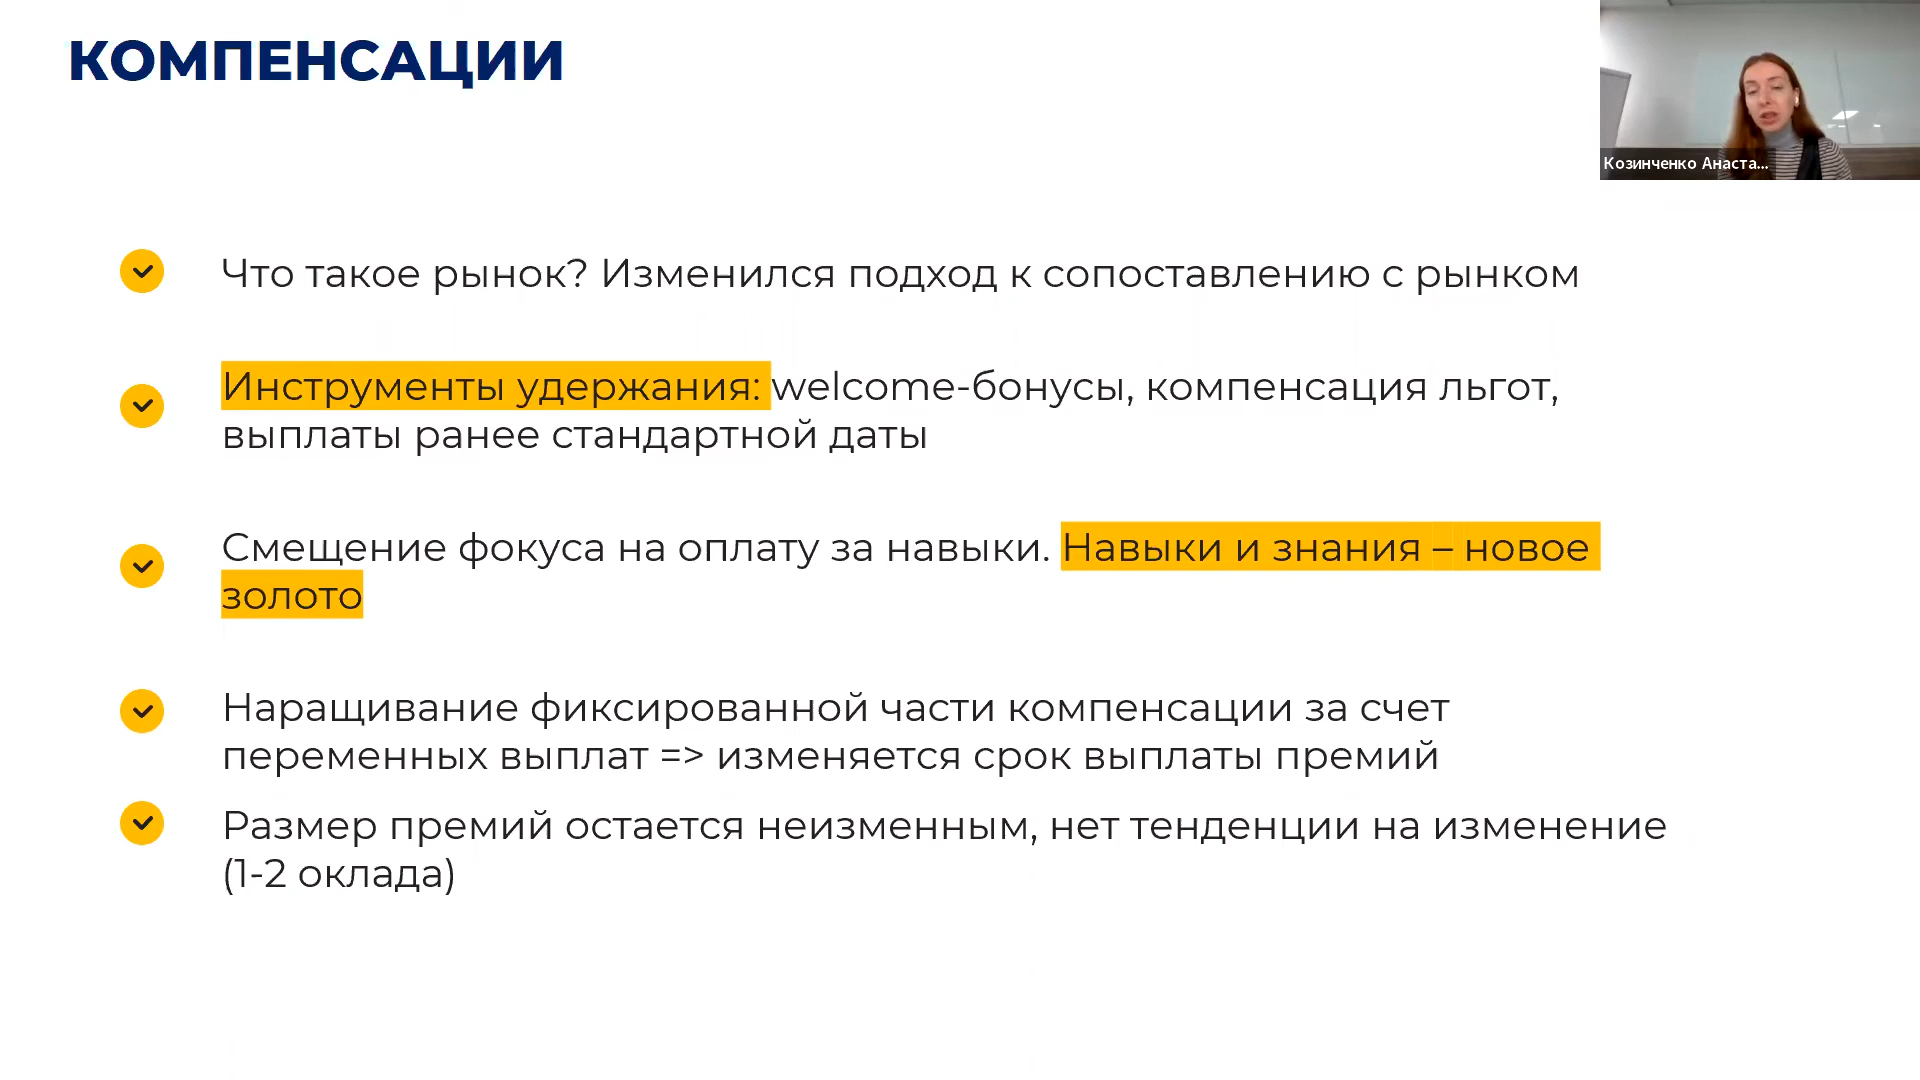 КОМПЕНСАЦИИ
Козинченко Анаста...
Что такое рынок? Изменился подход к сопоставлению с рынком
Инструменты удержания: welcome-бонусы, компенсация льгот,
выплаты ранее стандартной даты
Смещение фокуса на оплату за навыки. Навыки и знания – новое
золото
Наращивание фиксированной части компенсации за счет
переменных выплат => изменяется срок выплаты премий
Размер премий остается неизменным, нет тенденции на изменение
(1-2 оклада)